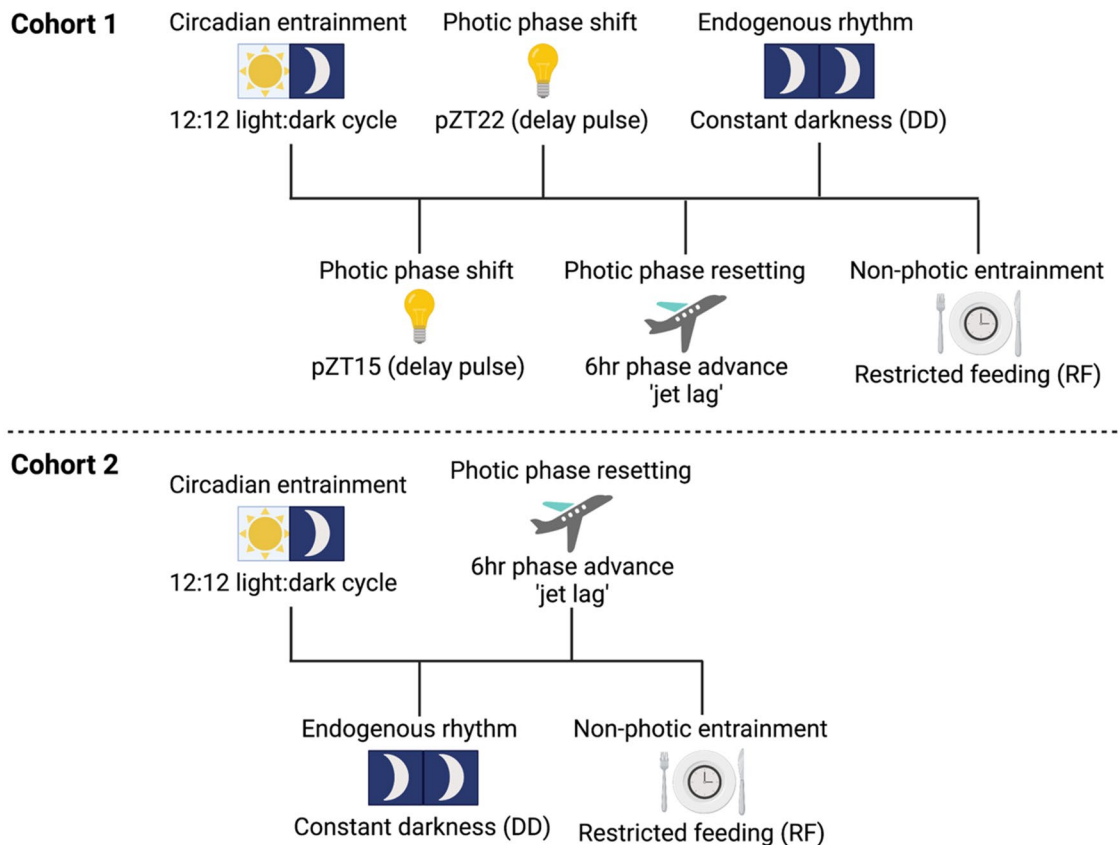 Cohort 1
Circadian entrainment
12:12 light:dark cycle
Photic phase shift
pZT22 (delay pulse)
Endogenous rhythm
Constant darkness (DD)
Photic phase shift
pZT15 (delay pulse)
Photic phase resetting
6hr phase advance
'jet lag'
Non-photic entrainment
Restricted feeding (RF)
Cohort 2
Circadian entrainment
12:12 light:dark cycle
Photic phase resetting
6hr phase advance
'jet lag'
Endogenous rhythm
Constant darkness (DD)
Non-photic entrainment
Restricted feeding (RF)